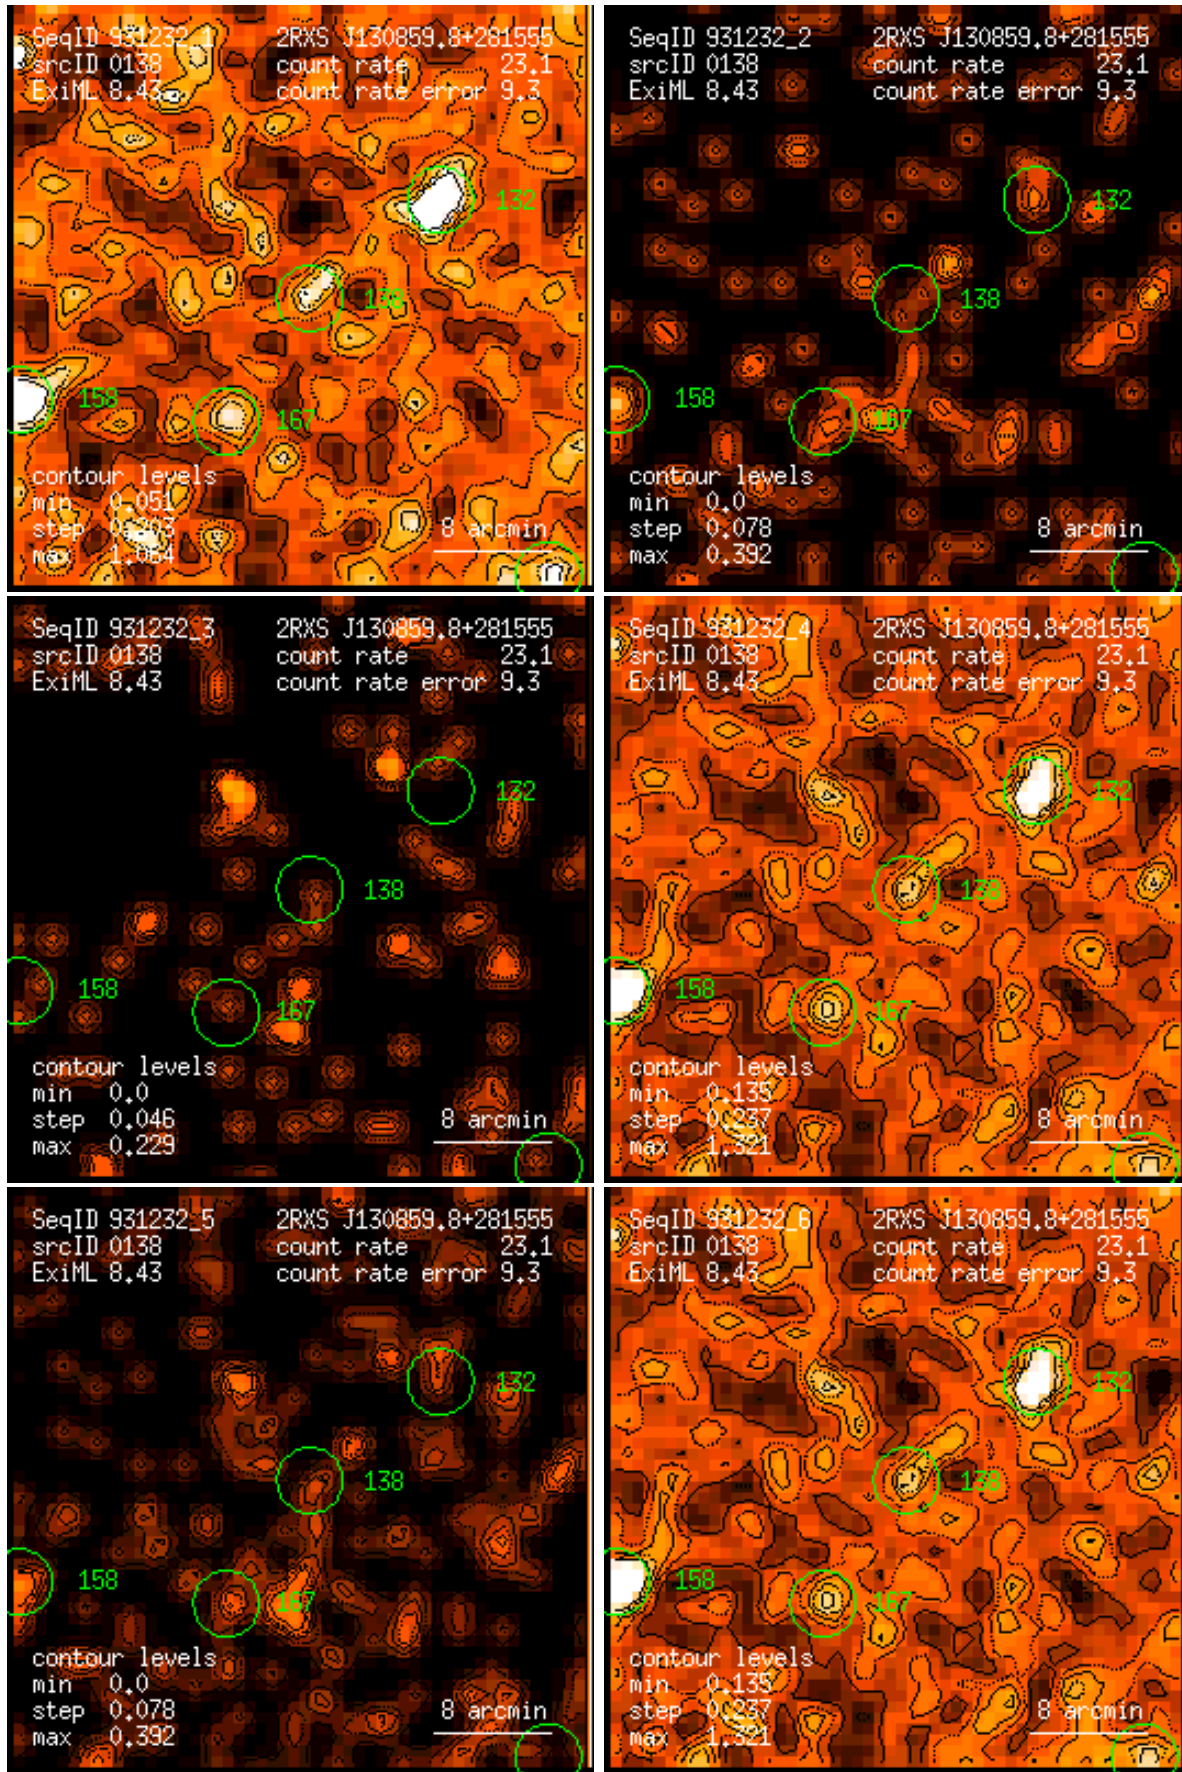 SeqID 931232_1 2RXS J130859.8+281555
srcID 0138 count rate 23.1
ExiML 8.43 count rate error 9.3
132
138
158
167
contour levels
min 0.051
step 0.203
max 1.064
8 arcmin
SeqID 931232_2 2RXS J130859.8+281555
srcID 0138 count rate 23.1
ExiML 8.43 count rate error 9.3
132
138
158
167
contour levels
min 0.0
step 0.078
max 0.392
8 arcmin
SeqID 931232_3 2RXS J130859.8+281555
srcID 0138 count rate 23.1
ExiML 8.43 count rate error 9.3
132
138
158
167
contour levels
min 0.0
step 0.046
max 0.229
8 arcmin
SeqID 931232_4 2RXS J130859.8+281555
srcID 0138 count rate 23.1
ExiML 8.43 count rate error 9.3
132
138
158
167
contour levels
min 0.135
step 0.237
max 1.321
8 arcmin
SeqID 931232_5 2RXS J130859.8+281555
srcID 0138 count rate 23.1
ExiML 8.43 count rate error 9.3
132
138
158
167
contour levels
min 0.0
step 0.078
max 0.392
8 arcmin
SeqID 931232_6 2RXS J130859.8+281555
srcID 0138 count rate 23.1
ExiML 8.43 count rate error 9.3
132
138
158
167
contour levels
min 0.135
step 0.237
max 1.321
8 arcmin